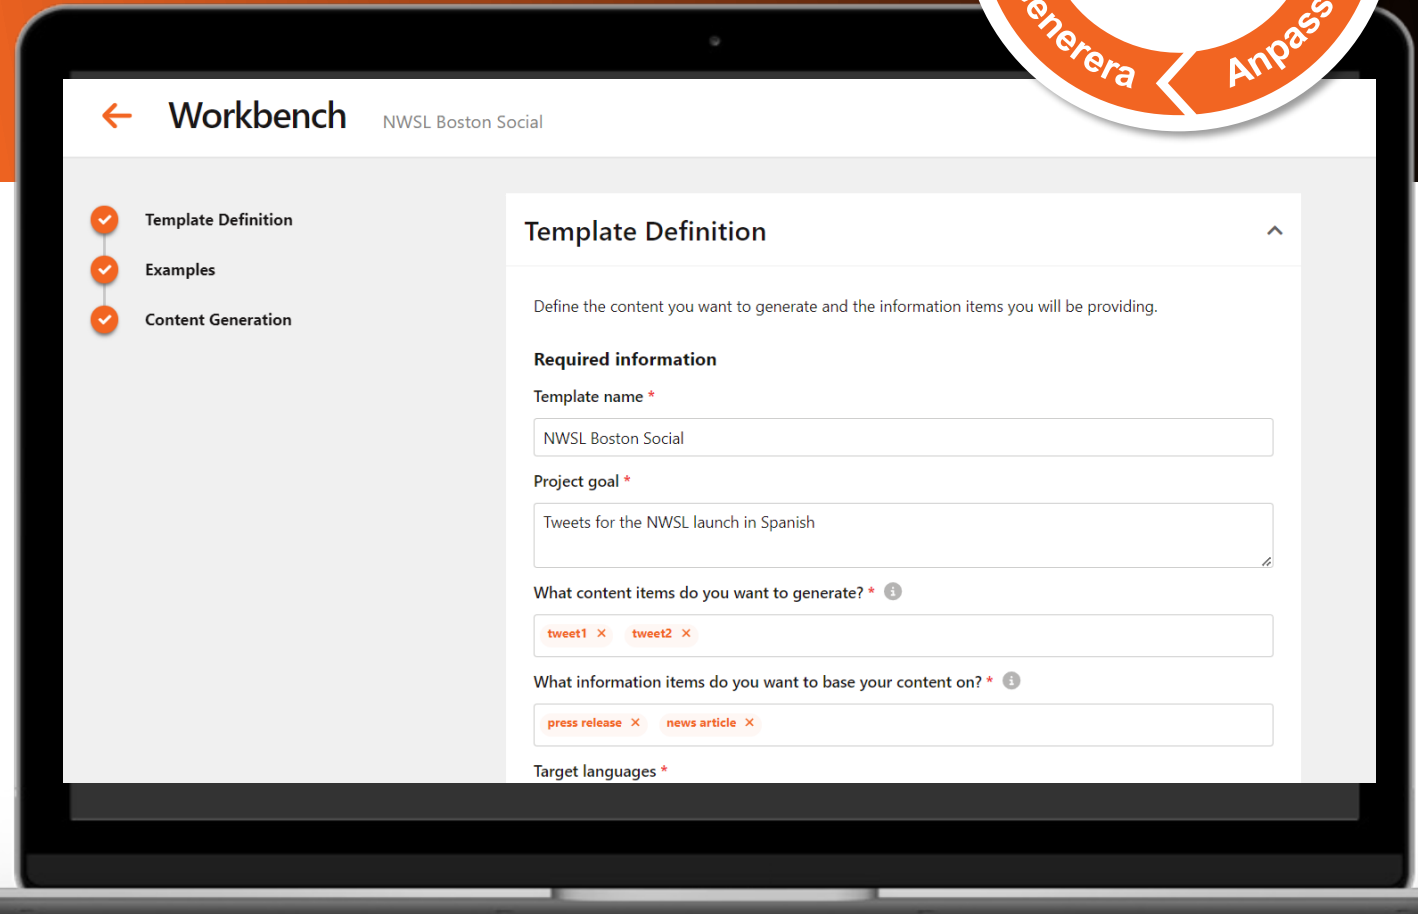 enerera
Anpass
Workbench
NWSL Boston Social
Template Definition
Examples
Content Generation
Template Definition
Define the content you want to generate and the information items you will be providing.
Required information
Template name *
NWSL Boston Social
Project goal *
Tweets for the NWSL launch in Spanish
What content items do you want to generate? *
tweet1 × tweet2 ×
What information items do you want to base your content on? *
press release × news article ×
Target languages *